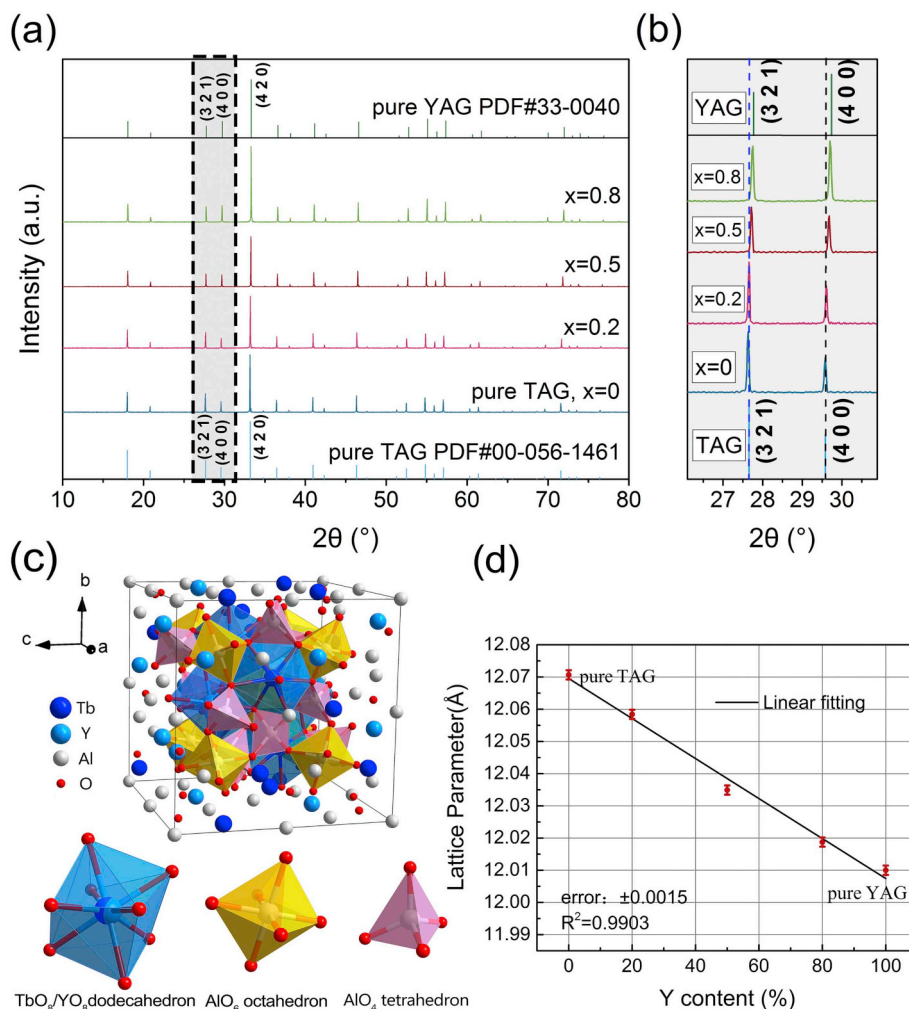 (a)
(3 2 1)
(4 0 0)
(4 2 0)
pure YAG PDF#33-0040
x=0.8
x=0.5
x=0.2
pure TAG, x=0
(3 2 1)
(4 0 0)
(4 2 0)
pure TAG PDF#00-056-1461
Intensity (a.u.)
10 20 30 40 50 60 70 80
2θ (°)
(b)
YAG
(3 2 1)
(4 0 0)
x=0.8
x=0.5
x=0.2
x=0
TAG
(3 2 1)
(4 0 0)
27 28 29 30
2θ (°)
(c)
b
c
a
Tb
Y
Al
O
TbO₈/YO₈dodecahedron
AlO₆ octahedron
AlO₄ tetrahedron
(d)
Lattice Parameter(Å)
12.08
12.07
12.06
12.05
12.04
12.03
12.02
12.01
12.00
11.99
pure TAG
Linear fitting
pure YAG
error: ±0.0015
R²=0.9903
0 20 40 60 80 100
Y content (%)